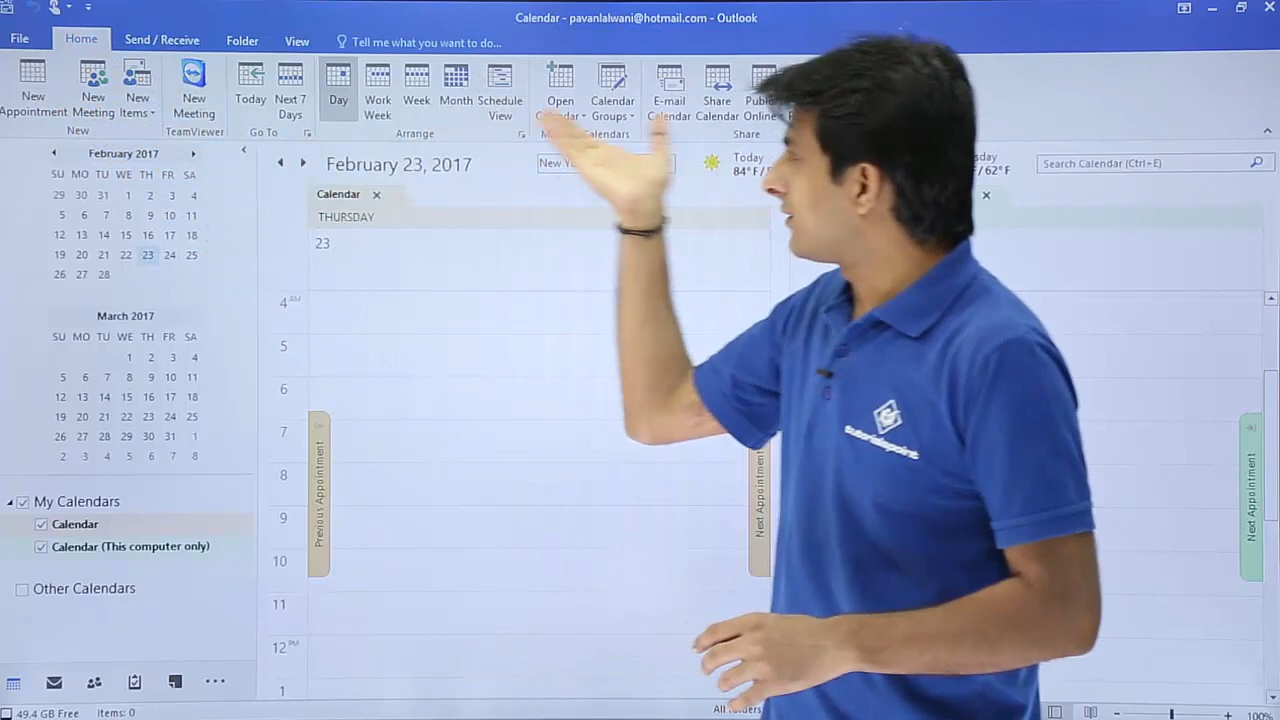 Calendar - pavanlalwani@hotmail.com - Outlook
File Home Send / Receive Folder View Tell me what you want to do...
New Appointment
New Meeting
New Items
New Meeting
Today
Next 7 Days
Day
Work Week
Week
Month
Schedule View
Open Calendar
Calendar Groups
E-mail Calendar
Share Calendar
Online
New TeamViewer Go To Arrange Calendars Share
February 2017
SU MO TU WE TH FR SA
29 30 31 1 2 3 4
5 6 7 8 9 10 11
12 13 14 15 16 17 18
19 20 21 22 23 24 25
26 27 28
March 2017
SU MO TU WE TH FR SA
1 2 3 4
5 6 7 8 9 10 11
12 13 14 15 16 17 18
19 20 21 22 23 24 25
26 27 28 29 30 31 1
2 3 4 5 6 7 8
My Calendars
Calendar
Calendar (This computer only)
Other Calendars
February 23, 2017
New
Today
84° F /
/ 62° F
Search Calendar (Ctrl+E)
Calendar
THURSDAY
23
4 AM
5
6
7
8
9
10
11
12 PM
1
Previous Appointment
Next Appointment
Next Appointment
tutorialspoint
49.4 GB Free Items: 0
All folders
100%